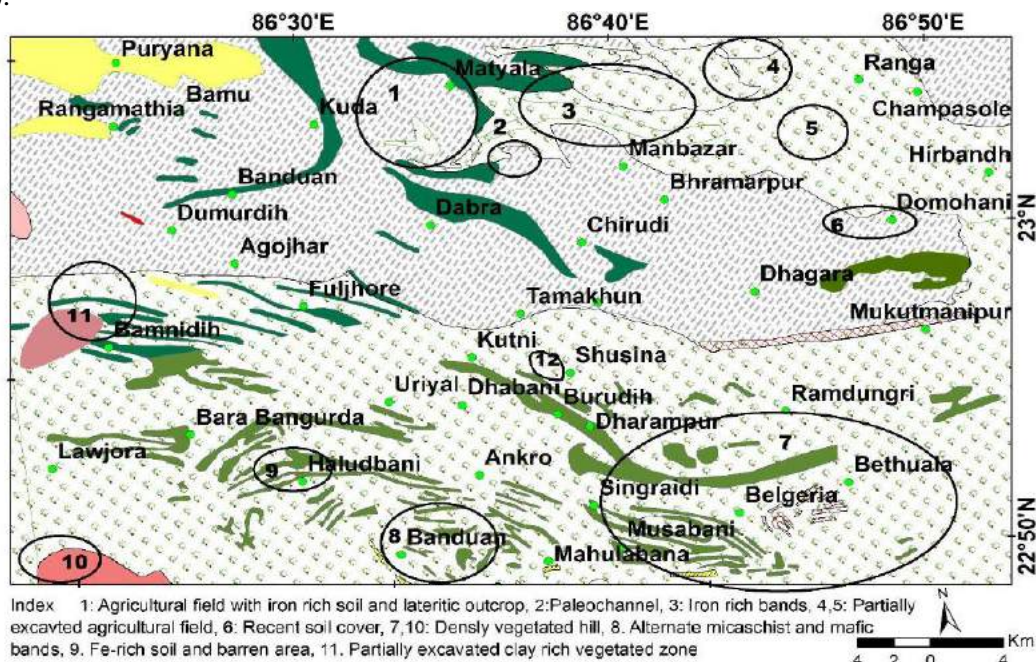 86°30'E 86°40'E 86°50'E
Puryana
Matyala
4
Ranga
Bamu
1
3
Champasole
Rangamathia
Kuda
2
5
Manbazar
Hirbandh
Banduan
Bhramarpur
Dabra
Domohani
6
23°N
Dumurdih
Chirudi
Agojhar
Dhagara
Fuljhore
Tamakhun
Mukutmanipur
11
Bamnidih
Kutni
12
Shusina
Uriyal Dhabani
Burudih
Ramdungri
Bara Bangurda
Dharampur
7
Lawjora
9
Haludbani
Ankro
Bethuala
Singraidi
Belgeria
8
Banduan
Musabani
22°50'N
10
Mahulabana
Index 1: Agricultural field with iron rich soil and lateritic outcrop, 2:Paleochannel, 3: Iron rich bands, 4,5: Partially
excavted agricultural field, 6: Recent soil cover, 7,10: Densly vegetated hill, 8. Alternate micaschist and mafic
bands, 9. Fe-rich soil and barren area, 11. Partially excavated clay rich vegetated zone
N
4 2 0 4 Km